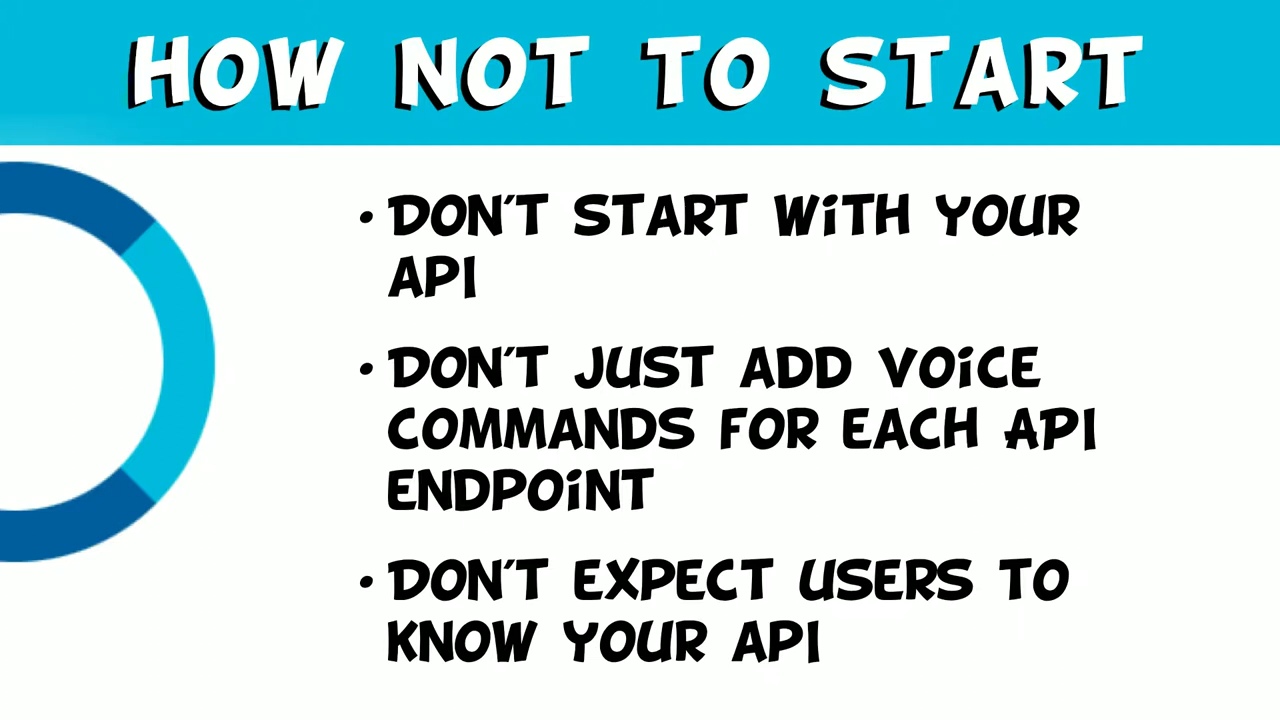 HOW NOT TO START
• DON'T START WiTH YOUR
API
• DON'T JUST ADD VOiCE
COMMANDS FOR EACH API
ENDPOiNT
• DON'T EXPECT USERS TO
KNOW YOUR API